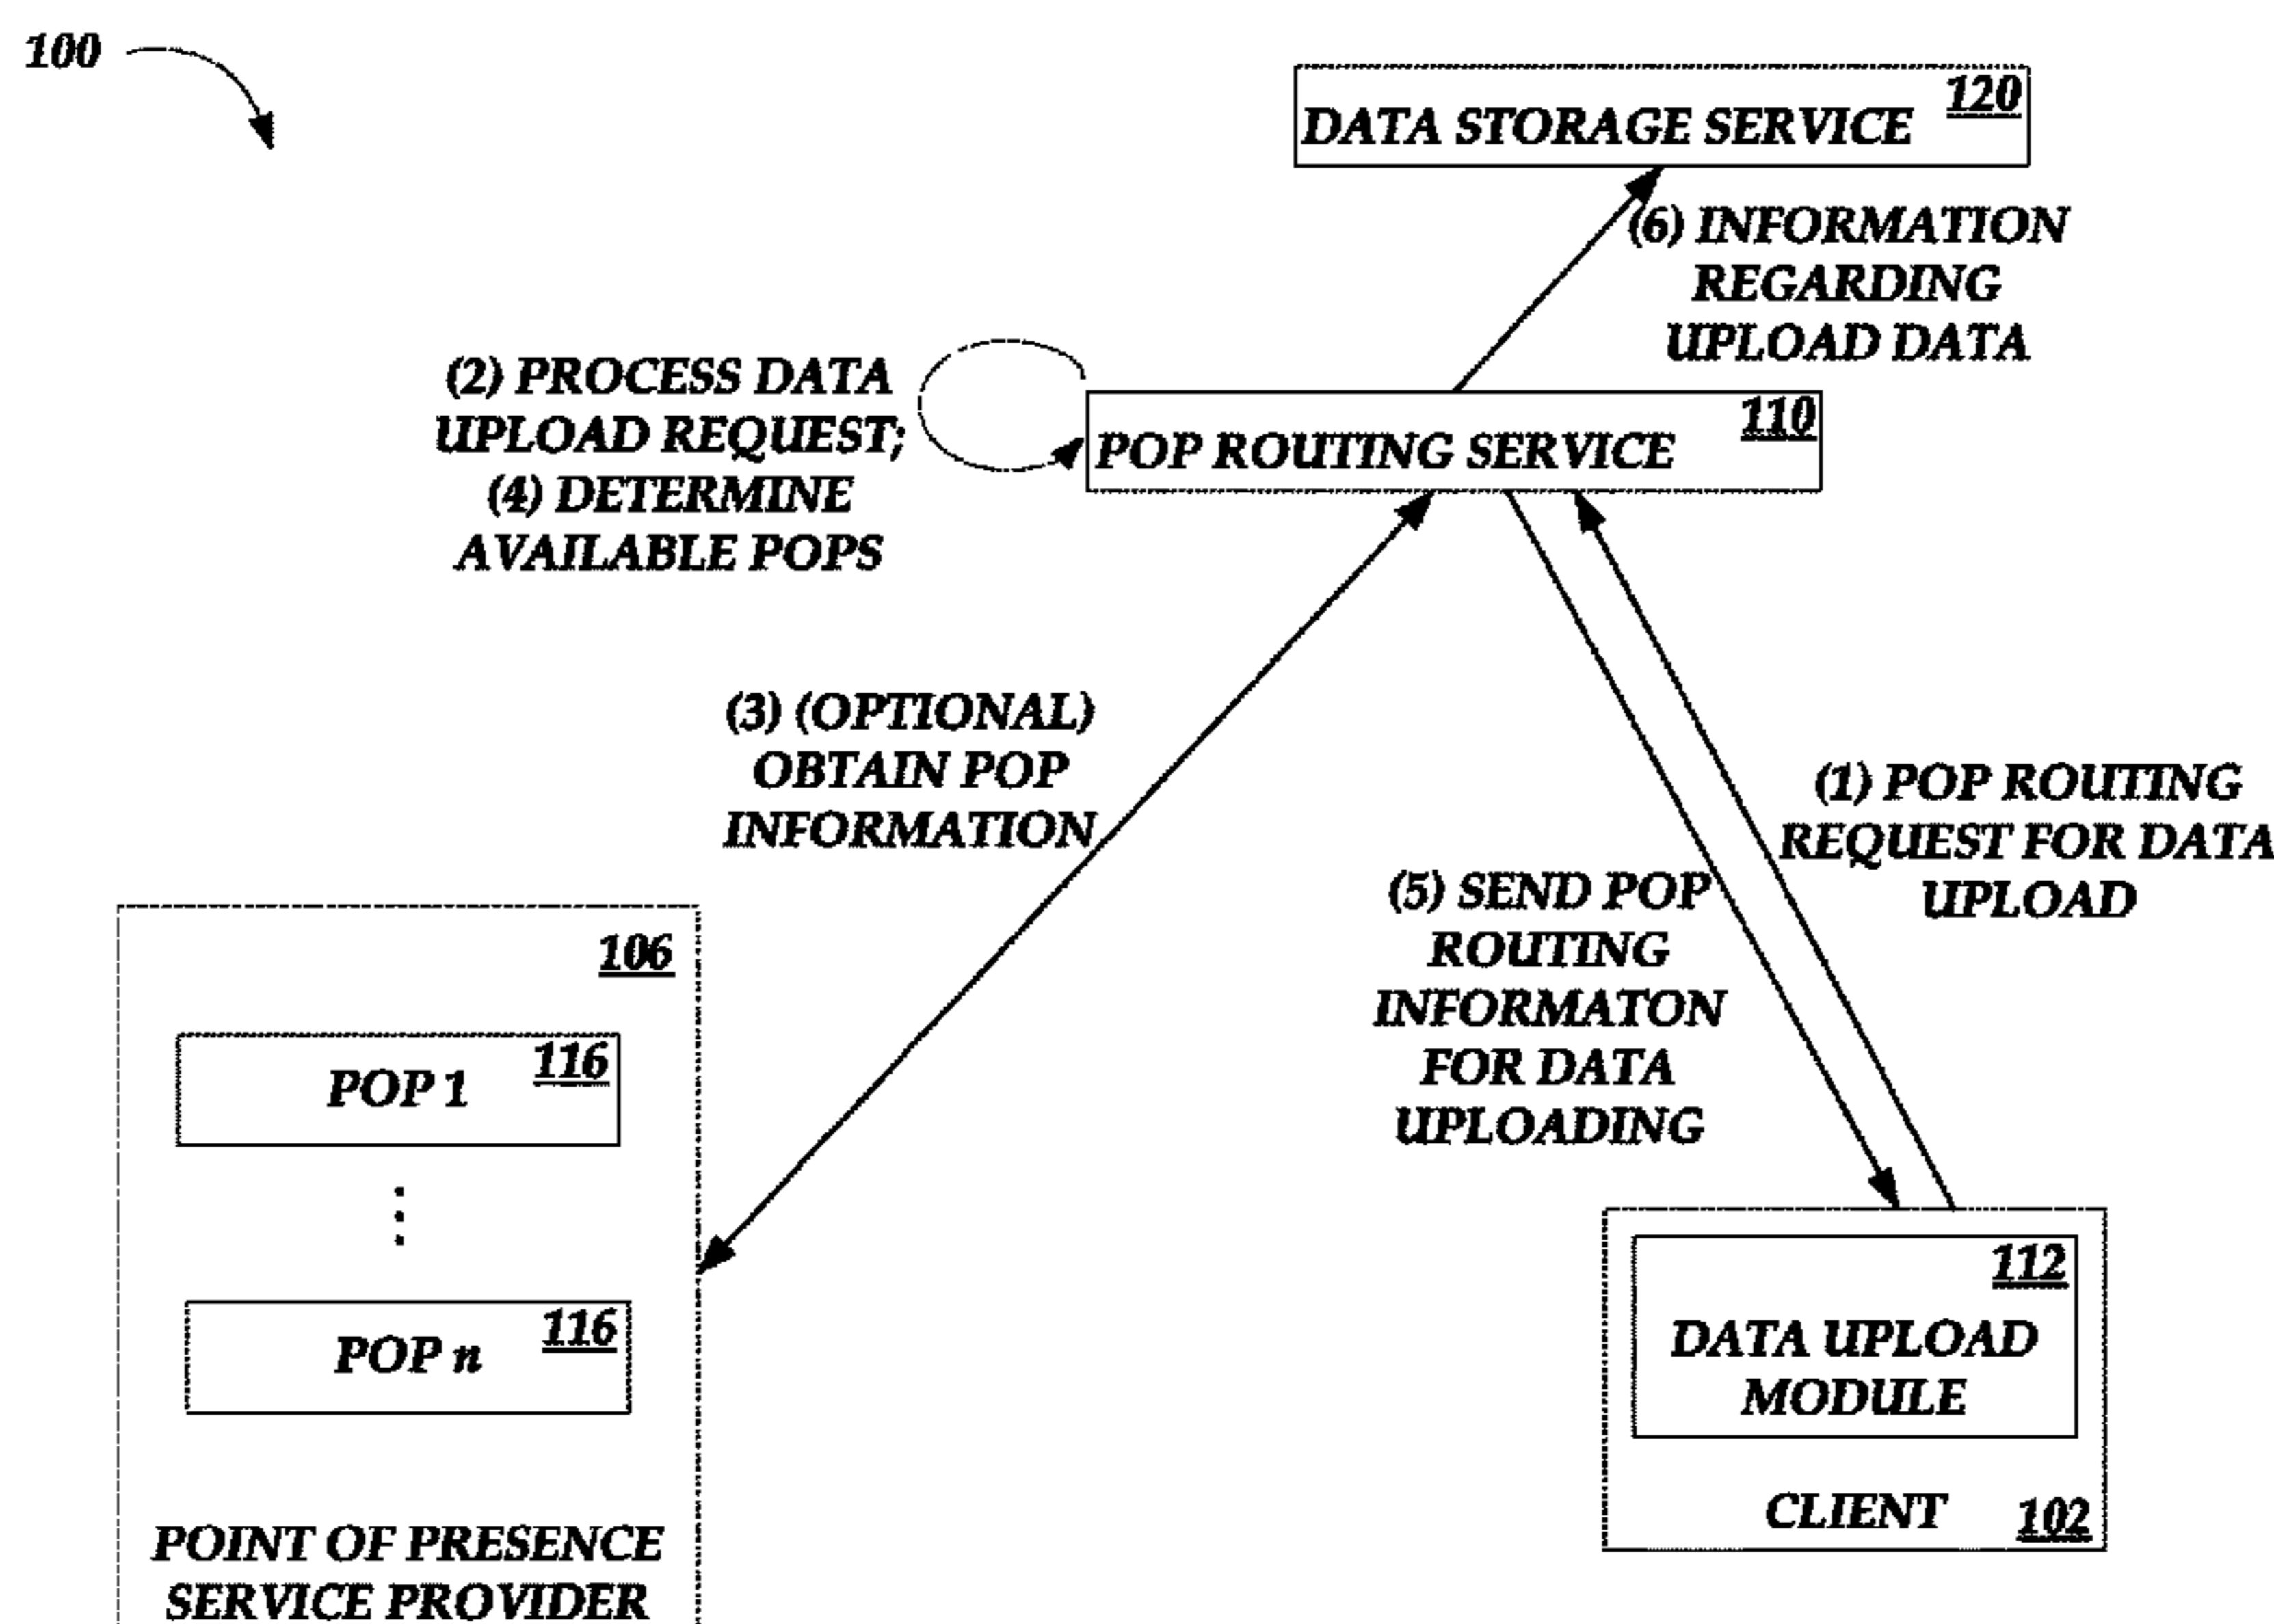 100
120
DATA STORAGE SERVICE
(6) INFORMATION
REGARDING
UPLOAD DATA
(2) PROCESS DATA
UPLOAD REQUEST;
(4) DETERMINE
AVAILABLE POPS
110
POP ROUTING SERVICE
(3) (OPTIONAL)
OBTAIN POP
INFORMATION
(1) POP ROUTING
REQUEST FOR DATA
UPLOAD
(5) SEND POP
ROUTING
INFORMATON
FOR DATA
UPLOADING
106
116
POP 1
116
POP n
POINT OF PRESENCE
SERVICE PROVIDER
112
DATA UPLOAD
MODULE
CLIENT
102